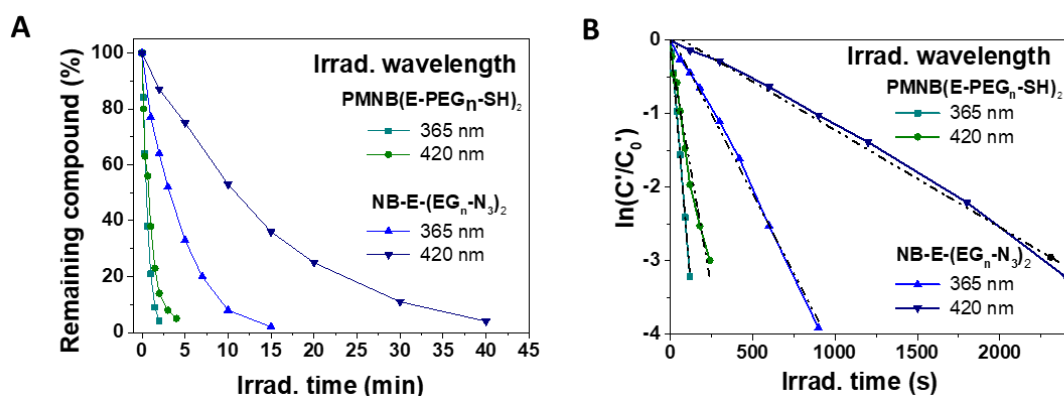 A
Remaining compound (%)
100
80
60
40
20
0
0 5 10 15 20 25 30 35 40 45
Irrad. time (min)
Irrad. wavelength
PMNB(E-PEGn-SH)2
365 nm
420 nm
NB-E-(EGn-N3)2
365 nm
420 nm
B
ln(C'/C0')
0
-1
-2
-3
-4
0 500 1000 1500 2000
Irrad. time (s)
Irrad. wavelength
PMNB(E-PEGn-SH)2
365 nm
420 nm
NB-E-(EGn-N3)2
365 nm
420 nm